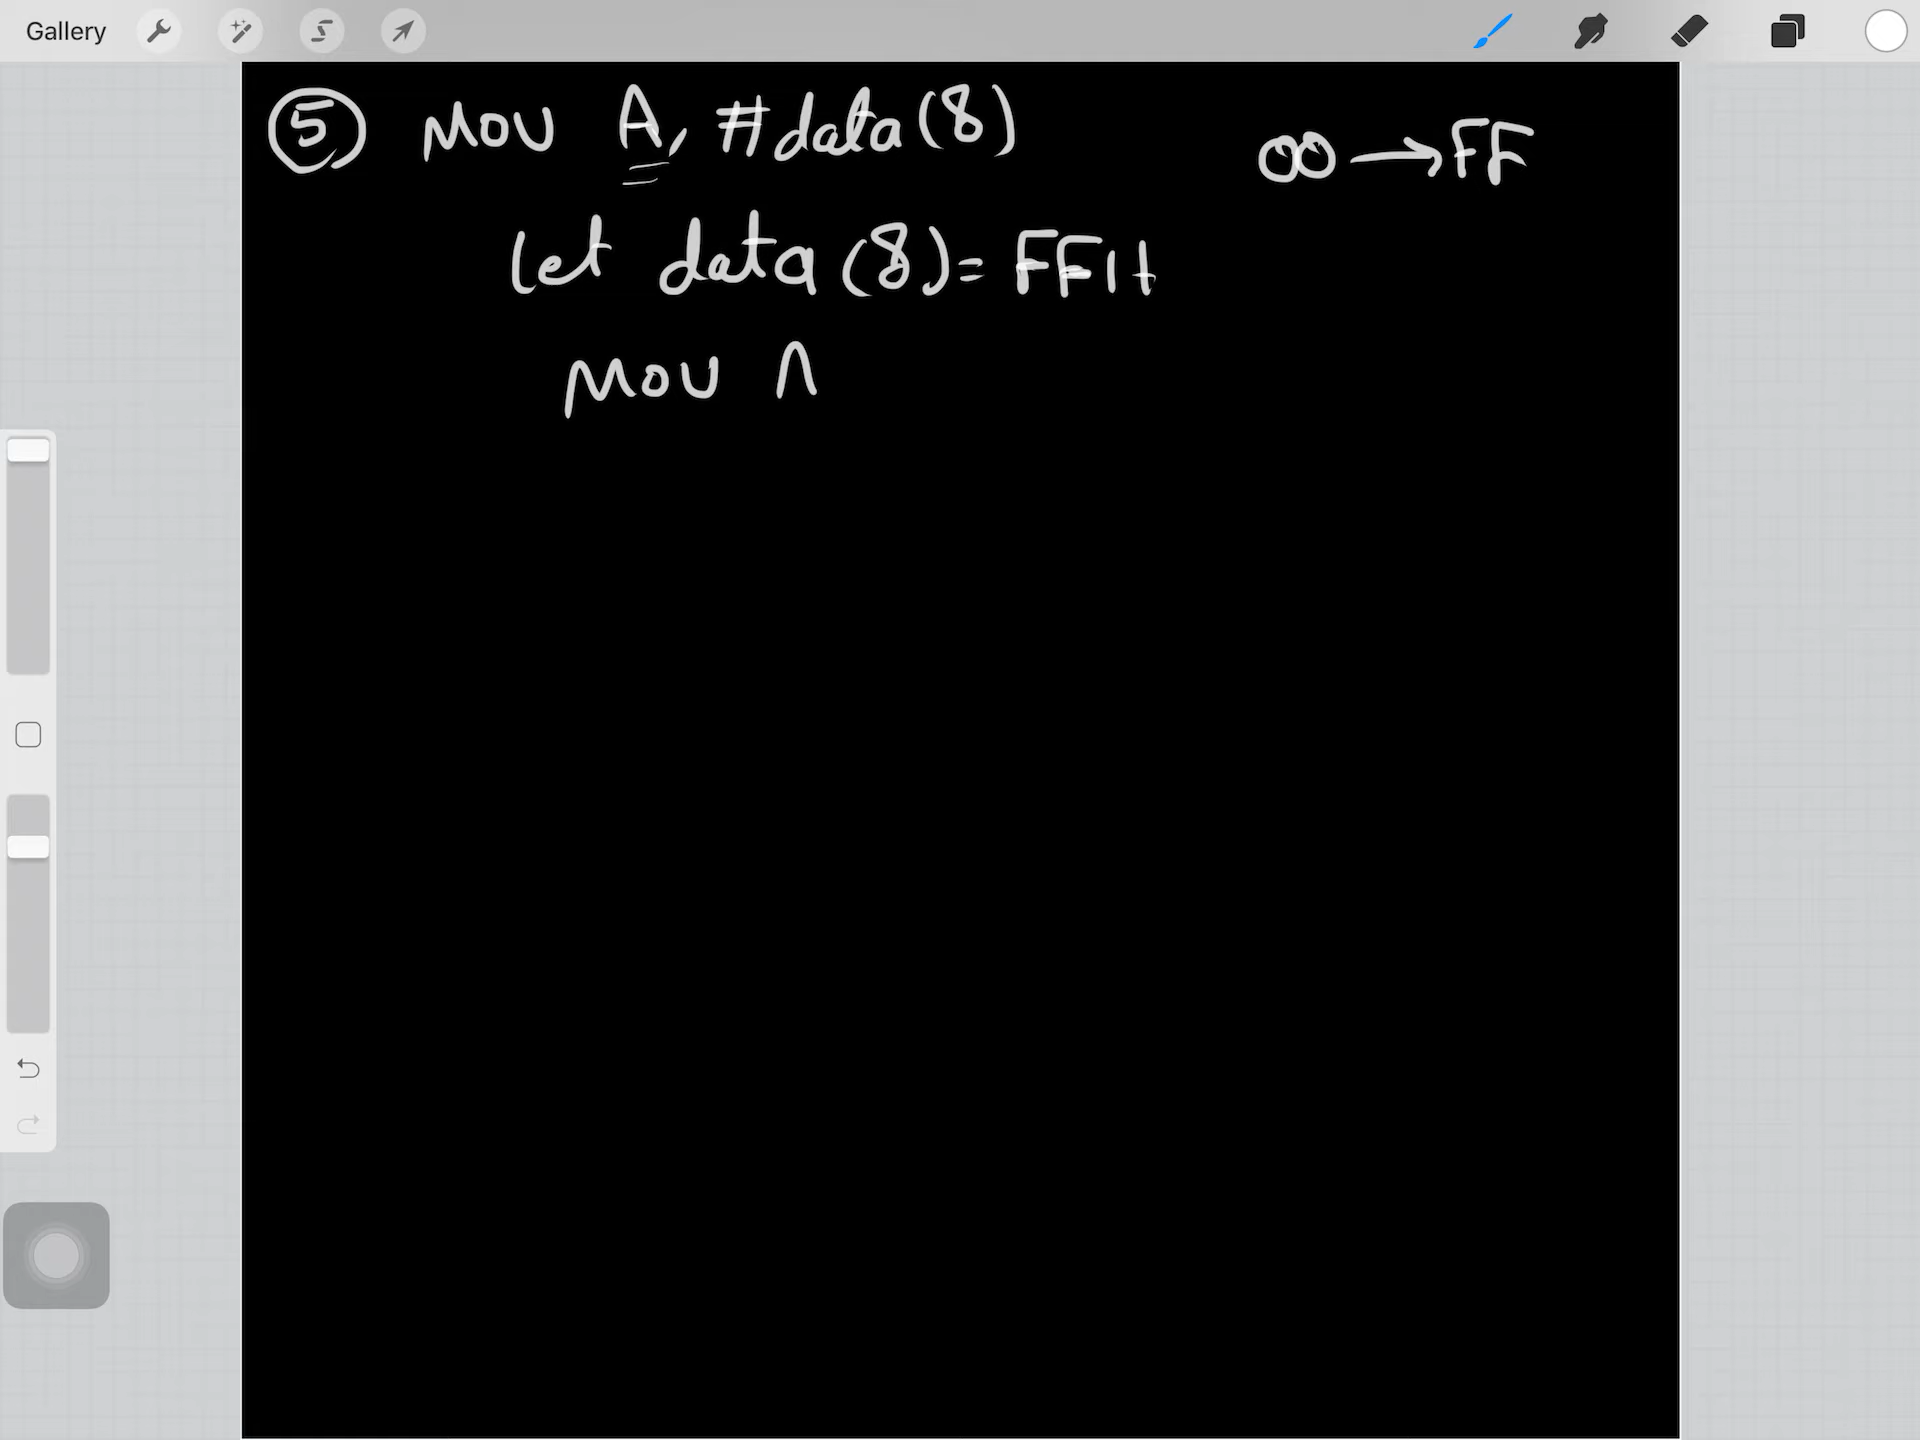 Gallery
⑤ MOV A, #data(8)
00 → FF
let data(8)= FFH
MOV